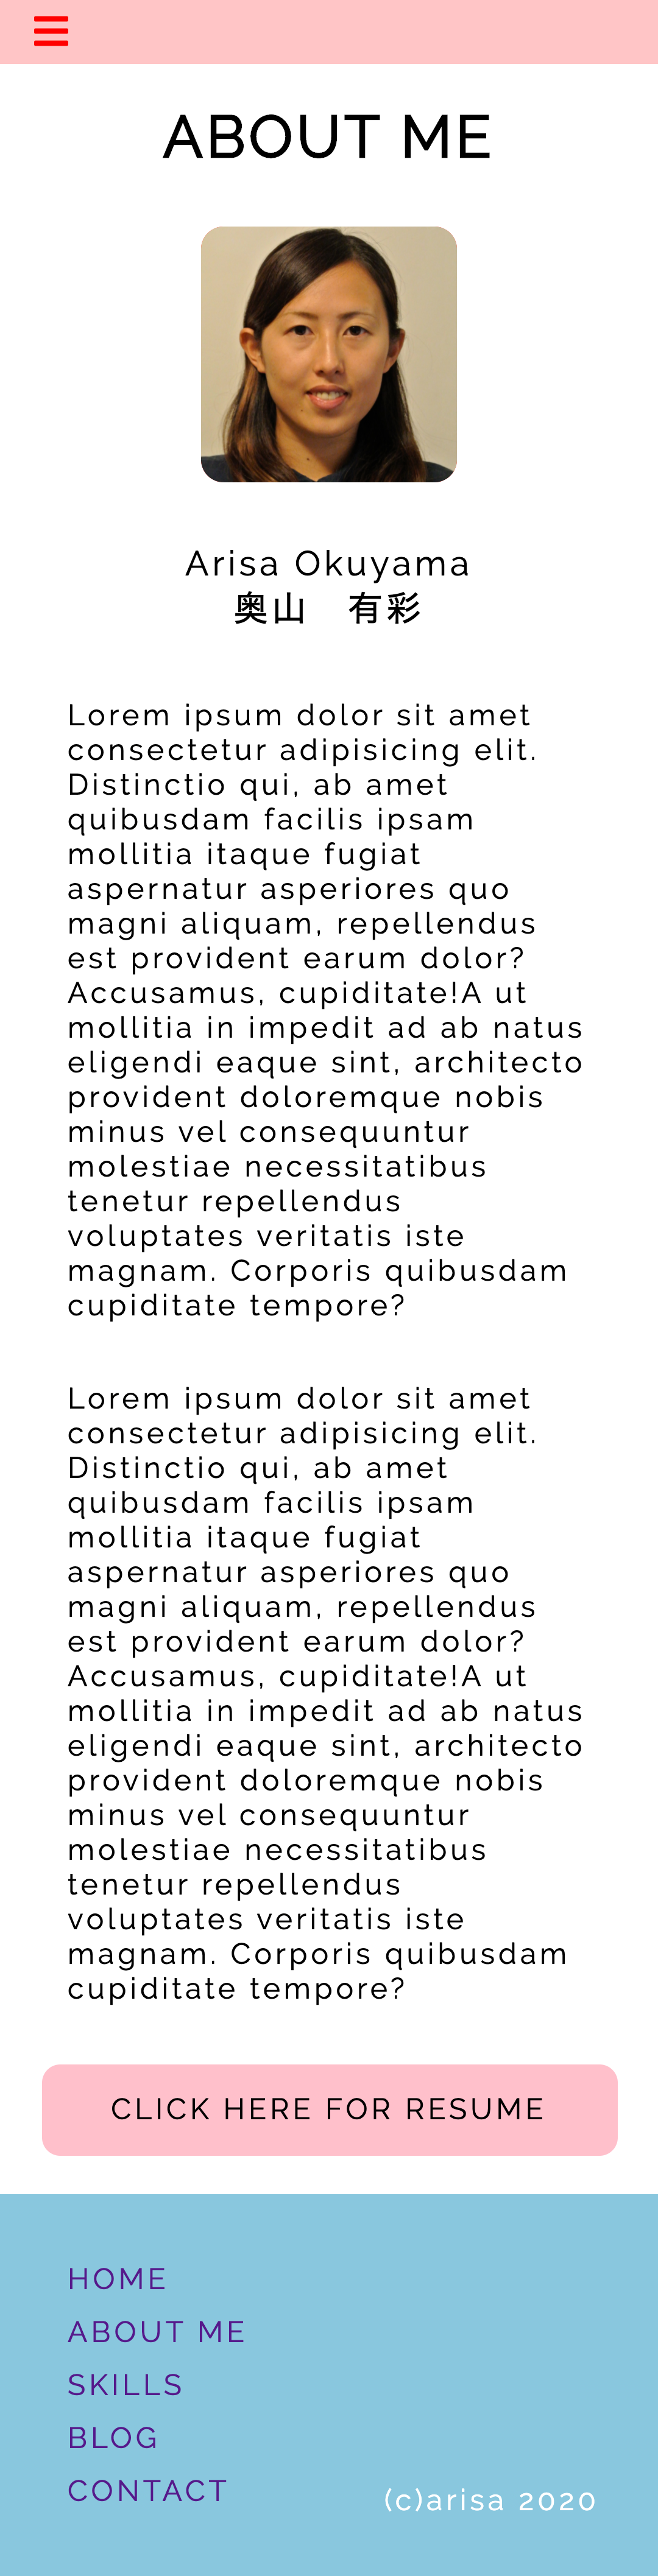 ABOUT ME
Arisa Okuyama
奥山　有彩
Lorem ipsum dolor sit amet
consectetur adipisicing elit.
Distinctio qui, ab amet
quibusdam facilis ipsam
mollitia itaque fugiat
aspernatur asperiores quo
magni aliquam, repellendus
est provident earum dolor?
Accusamus, cupiditate!A ut
mollitia in impedit ad ab natus
eligendi eaque sint, architecto
provident doloremque nobis
minus vel consequuntur
molestiae necessitatibus
tenetur repellendus
voluptates veritatis iste
magnam. Corporis quibusdam
cupiditate tempore?
Lorem ipsum dolor sit amet
consectetur adipisicing elit.
Distinctio qui, ab amet
quibusdam facilis ipsam
mollitia itaque fugiat
aspernatur asperiores quo
magni aliquam, repellendus
est provident earum dolor?
Accusamus, cupiditate!A ut
mollitia in impedit ad ab natus
eligendi eaque sint, architecto
provident doloremque nobis
minus vel consequuntur
molestiae necessitatibus
tenetur repellendus
voluptates veritatis iste
magnam. Corporis quibusdam
cupiditate tempore?
CLICK HERE FOR RESUME
HOME
ABOUT ME
SKILLS
BLOG
CONTACT
(c)arisa 2020